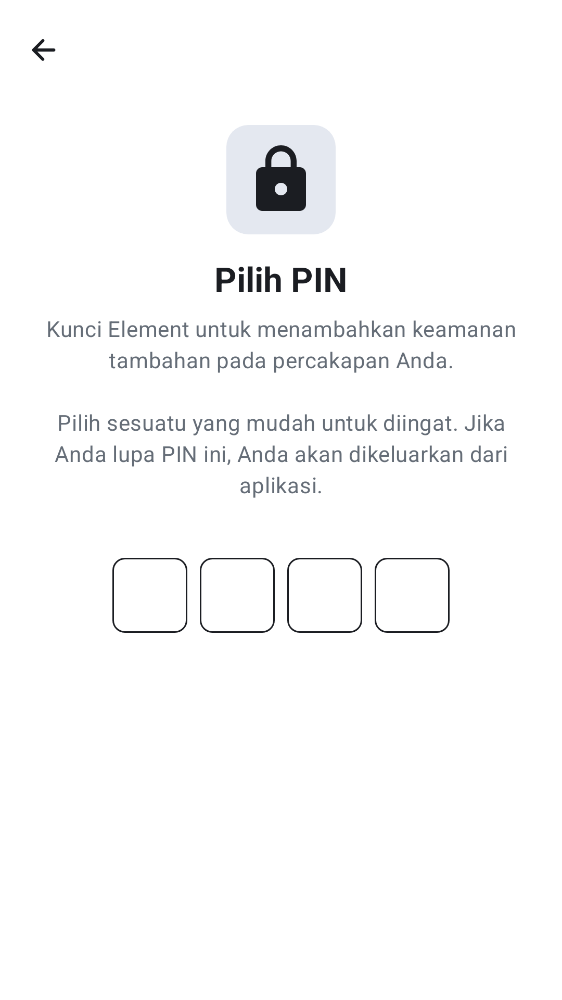 Pilih PIN
Kunci Element untuk menambahkan keamanan
tambahan pada percakapan Anda.
Pilih sesuatu yang mudah untuk diingat. Jika
Anda lupa PIN ini, Anda akan dikeluarkan dari
aplikasi.